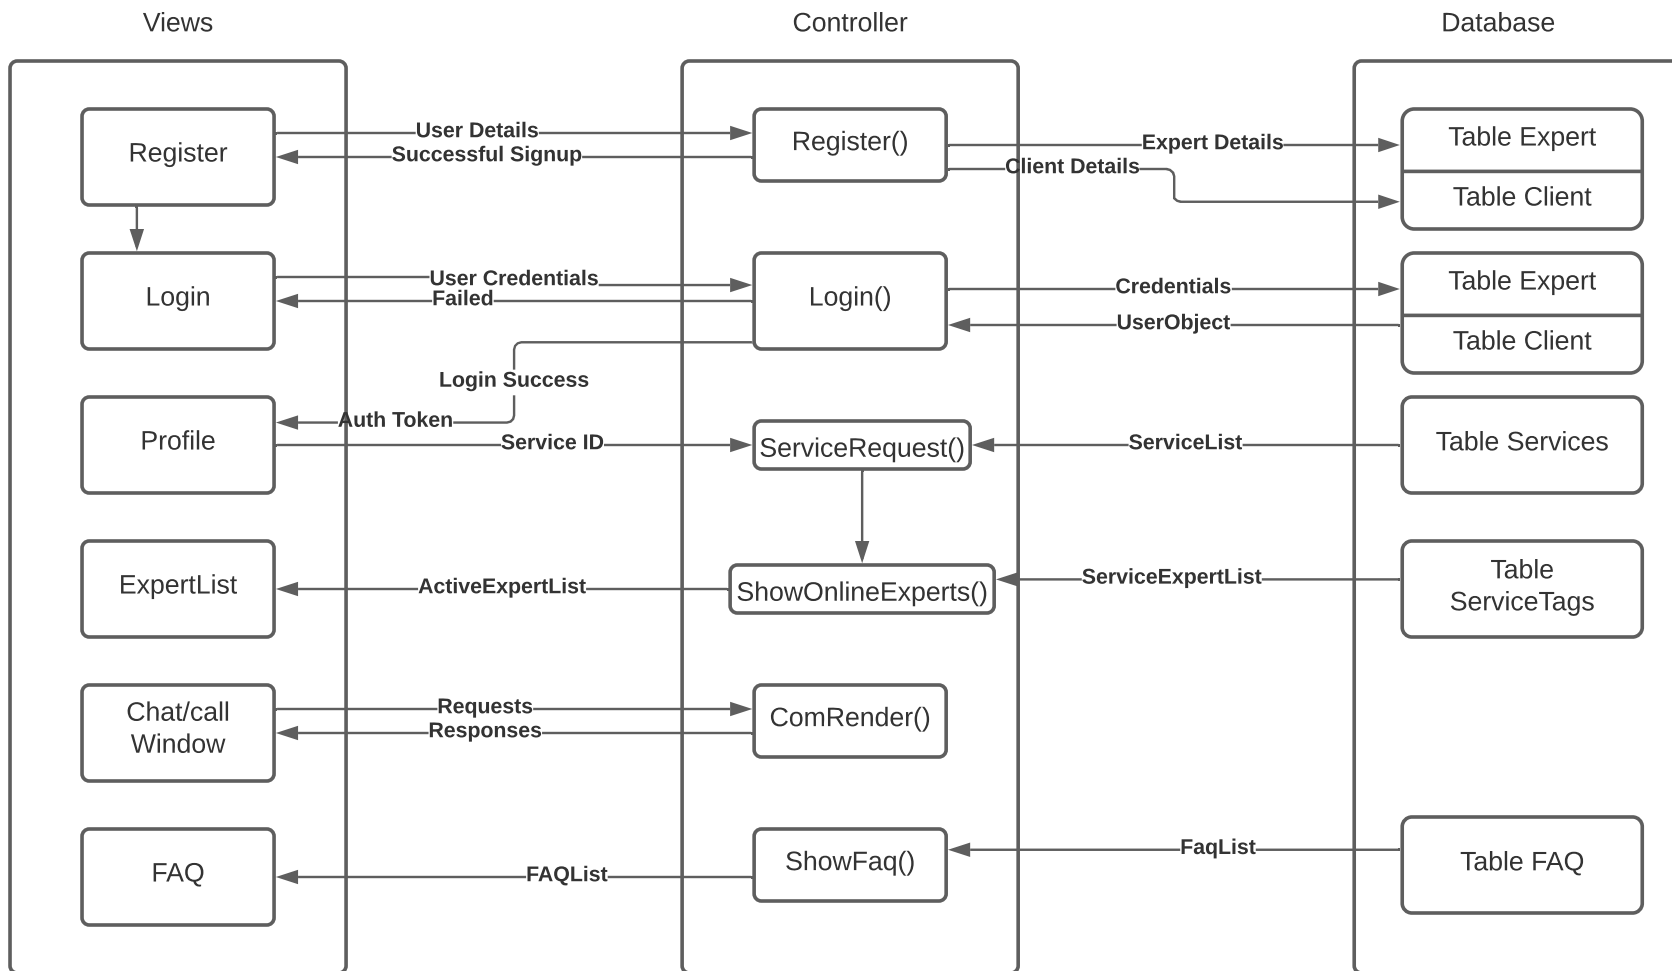 Views
Controller
Database
Register
User Details
Successful Signup
Register()
Expert Details
Client Details
Table Expert
Table Client
Login
User Credentials
Failed
Login()
Credentials
UserObject
Table Expert
Table Client
Login Success
Auth Token
Profile
Service ID
ServiceRequest()
ServiceList
Table Services
ExpertList
ActiveExpertList
ShowOnlineExperts()
ServiceExpertList
Table
ServiceTags
Chat/call
Window
Requests
Responses
ComRender()
FAQ
FAQList
ShowFaq()
FaqList
Table FAQ